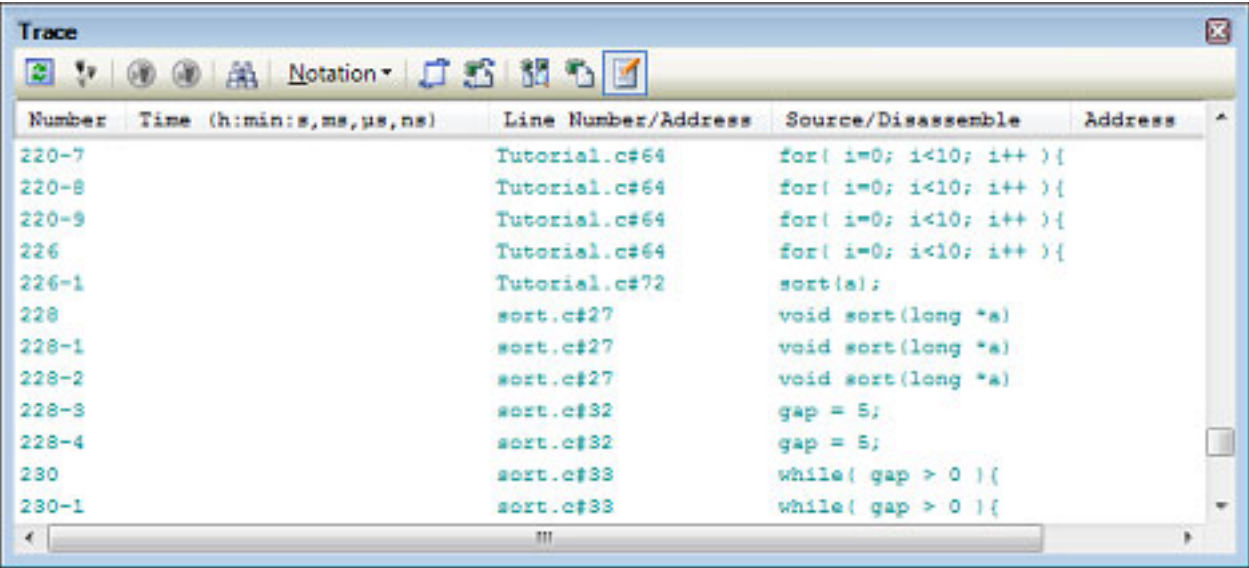 Trace
Notation
Number Time (h:min:s,ms,µs,ns) Line Number/Address Source/Disassemble Address
220-7 Tutorial.c#64 for( i=0; i<10; i++ ){
220-8 Tutorial.c#64 for( i=0; i<10; i++ ){
220-9 Tutorial.c#64 for( i=0; i<10; i++ ){
226 Tutorial.c#64 for( i=0; i<10; i++ ){
226-1 Tutorial.c#72 sort(a);
228 sort.c#27 void sort(long *a)
228-1 sort.c#27 void sort(long *a)
228-2 sort.c#27 void sort(long *a)
228-3 sort.c#32 gap = 5;
228-4 sort.c#32 gap = 5;
230 sort.c#33 while( gap > 0 ){
230-1 sort.c#33 while( gap > 0 ){